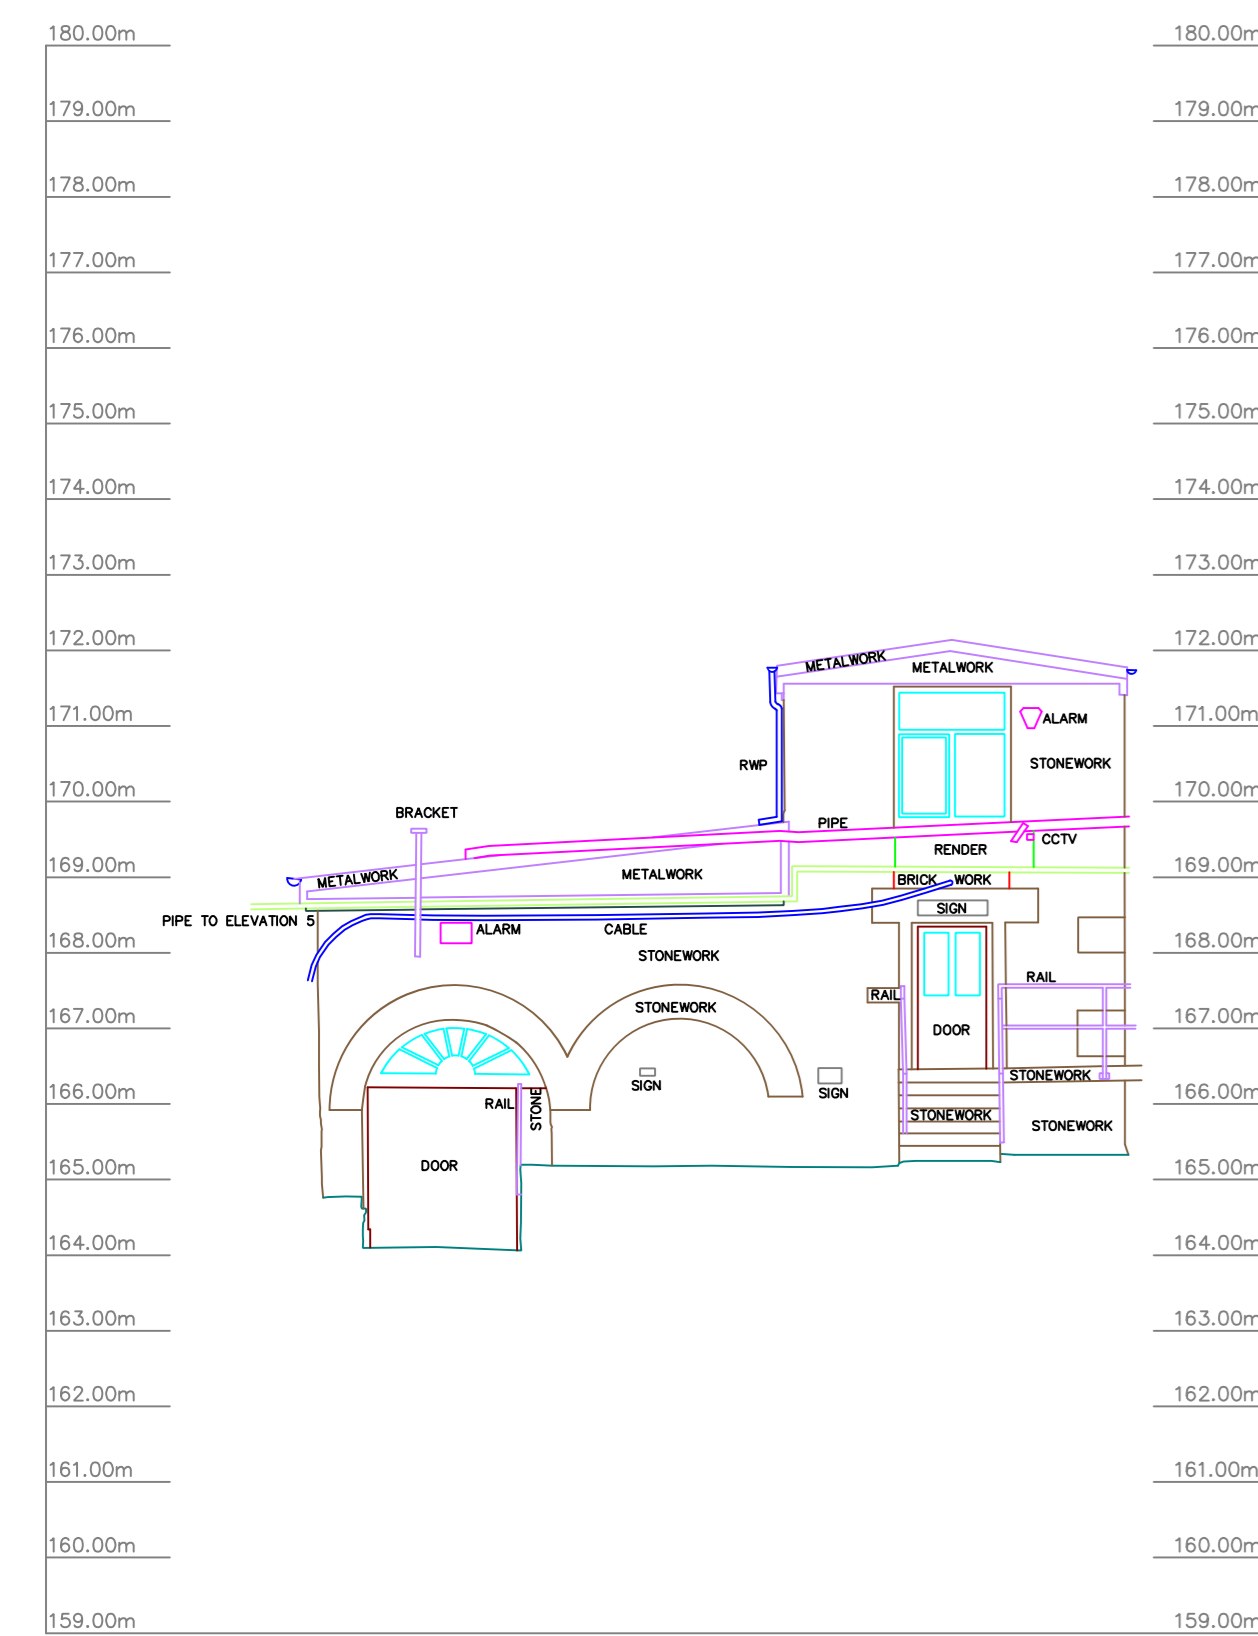 180.00m 180.00m
179.00m 179.00m
178.00m 178.00m
177.00m 177.00m
176.00m 176.00m
175.00m 175.00m
174.00m 174.00m
173.00m 173.00m
172.00m 172.00m
METALWORK
METALWORK
171.00m 171.00m
ALARM
RWP
STONEWORK
170.00m 170.00m
BRACKET
PIPE
CCTV
RENDER
169.00m 169.00m
METALWORK
METALWORK
BRICK WORK
SIGN
PIPE TO ELEVATION 5
ALARM
CABLE
168.00m 168.00m
STONEWORK
RAIL
RAIL
STONEWORK
167.00m 167.00m
DOOR
STONEWORK
SIGN
SIGN
166.00m 166.00m
RAIL
STONE
STONEWORK
STONEWORK
DOOR
165.00m 165.00m
164.00m 164.00m
163.00m 163.00m
162.00m 162.00m
161.00m 161.00m
160.00m 160.00m
159.00m 159.00m